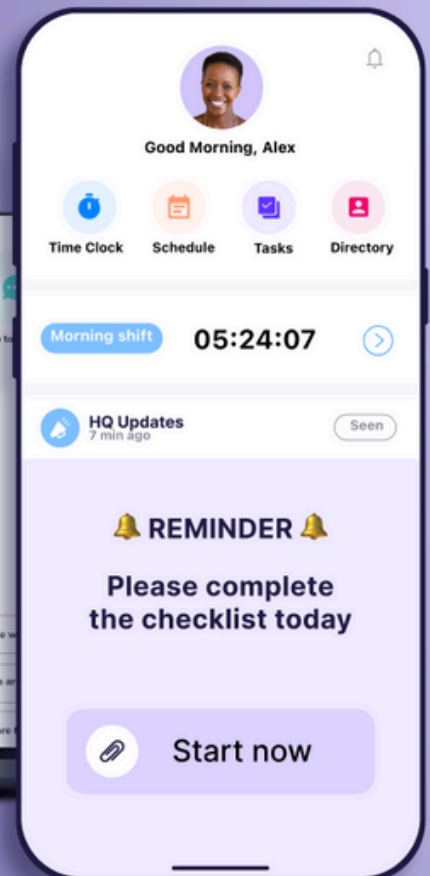 Good Morning, Alex
Time Clock
Schedule
Tasks
Directory
Morning shift
05:24:07
HQ Updates
7 min ago
Seen
🔔 REMINDER 🔔
Please complete
the checklist today
Start now